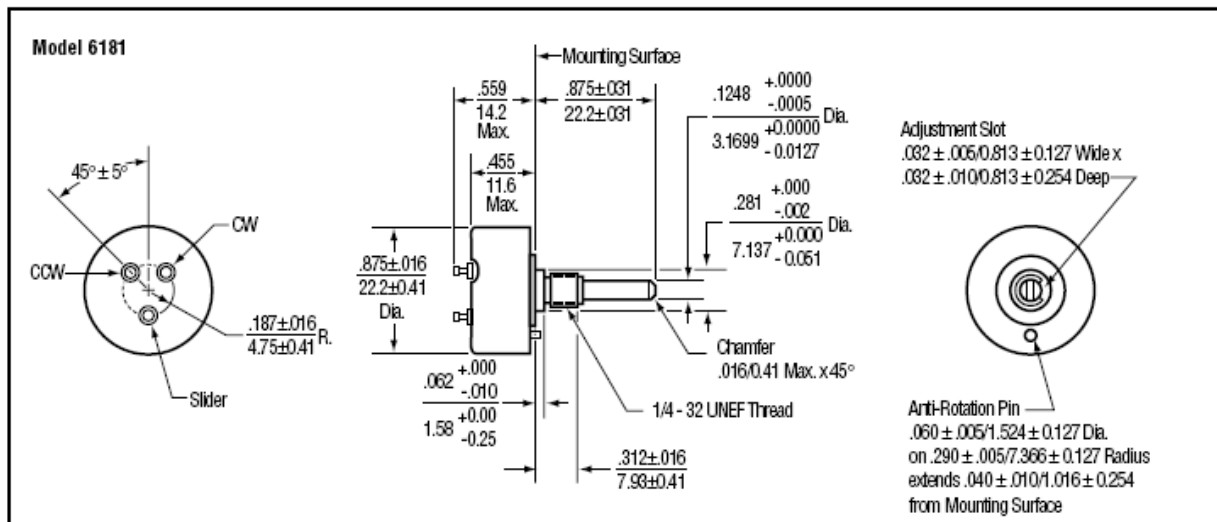 Model 6181
Mounting Surface
.559
14.2
Max.
.875±.031
22.2±.031
.1248 +.0000
-.0005
Dia.
3.1699 +0.0000
- 0.0127
.455
11.6
Max.
.281 +.000
-.002
Dia.
7.137 +0.000
- 0.051
45° ± 5°
CW
CCW
.187±.016
4.75±0.41
R.
Slider
.875±.016
22.2±0.41
Dia.
.062 +.000
-.010
1.58 +0.00
-0.25
Chamfer
.016/0.41 Max. x 45°
1/4 - 32 UNEF Thread
.312±.016
7.93±0.41
Adjustment Slot
.032 ± .005/0.813 ± 0.127 Wide x
.032 ± .010/0.813 ± 0.254 Deep
Anti-Rotation Pin
.060 ± .005/1.524 ± 0.127 Dia.
on .290 ± .005/7.366 ± 0.127 Radius
extends .040 ± .010/1.016 ± 0.254
from Mounting Surface